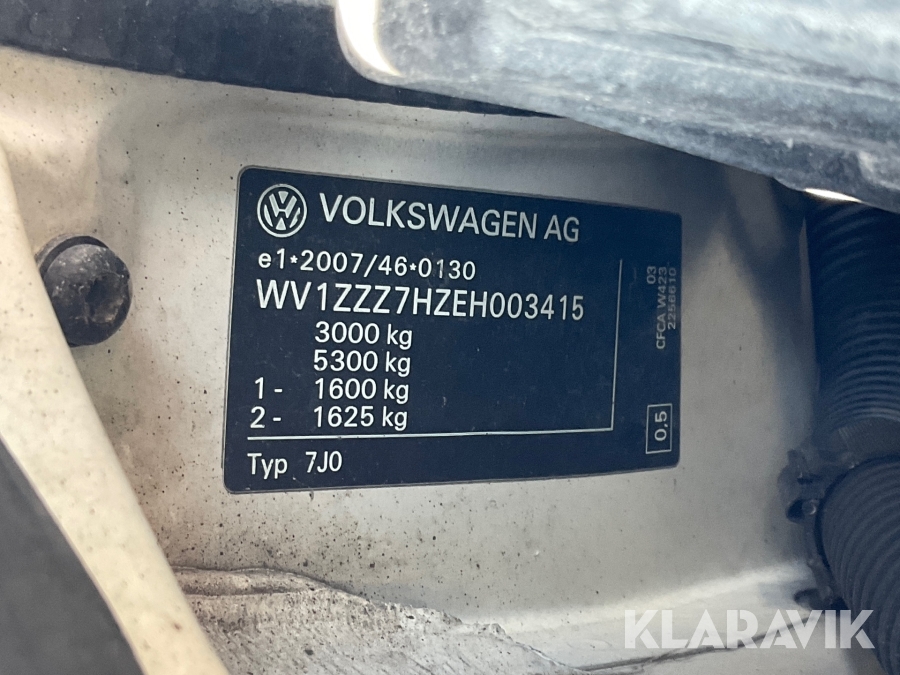 VOLKSWAGEN AG
e1*2007/46*0130
WV1ZZZ7HZEH003415
3000 kg
5300 kg
1- 1600 kg
2- 1625 kg
Typ 7J0
03
CFCA W423
2256610
0,5
KLARAVIK